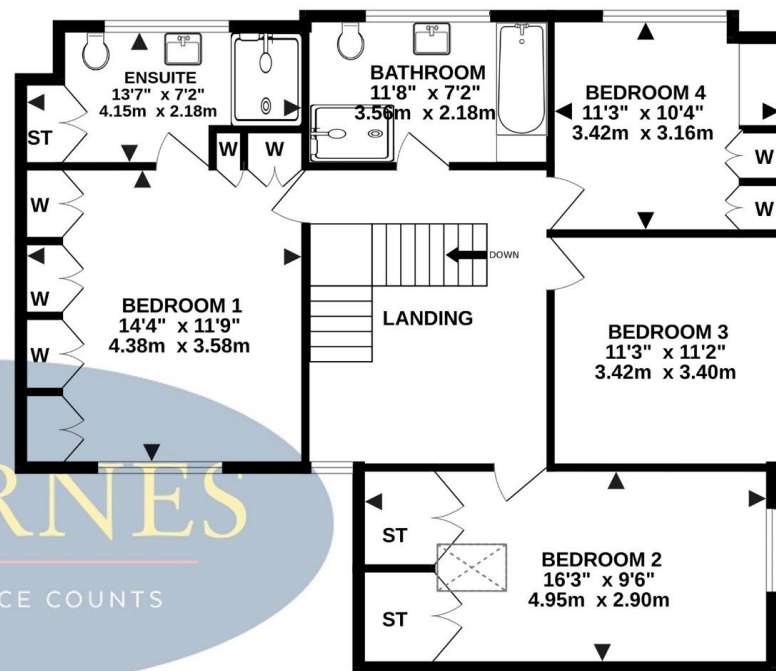 ENSUITE
13'7" x 7'2"
4.15m x 2.18m
ST
W
W
BATHROOM
11'8" x 7'2"
3.56m x 2.18m
BEDROOM 4
11'3" x 10'4"
3.42m x 3.16m
W
W
W
W
W
BEDROOM 1
14'4" x 11'9"
4.38m x 3.58m
DOWN
LANDING
BEDROOM 3
11'3" x 11'2"
3.42m x 3.40m
ST
ST
BEDROOM 2
16'3" x 9'6"
4.95m x 2.90m
RNES
CE COUNTS